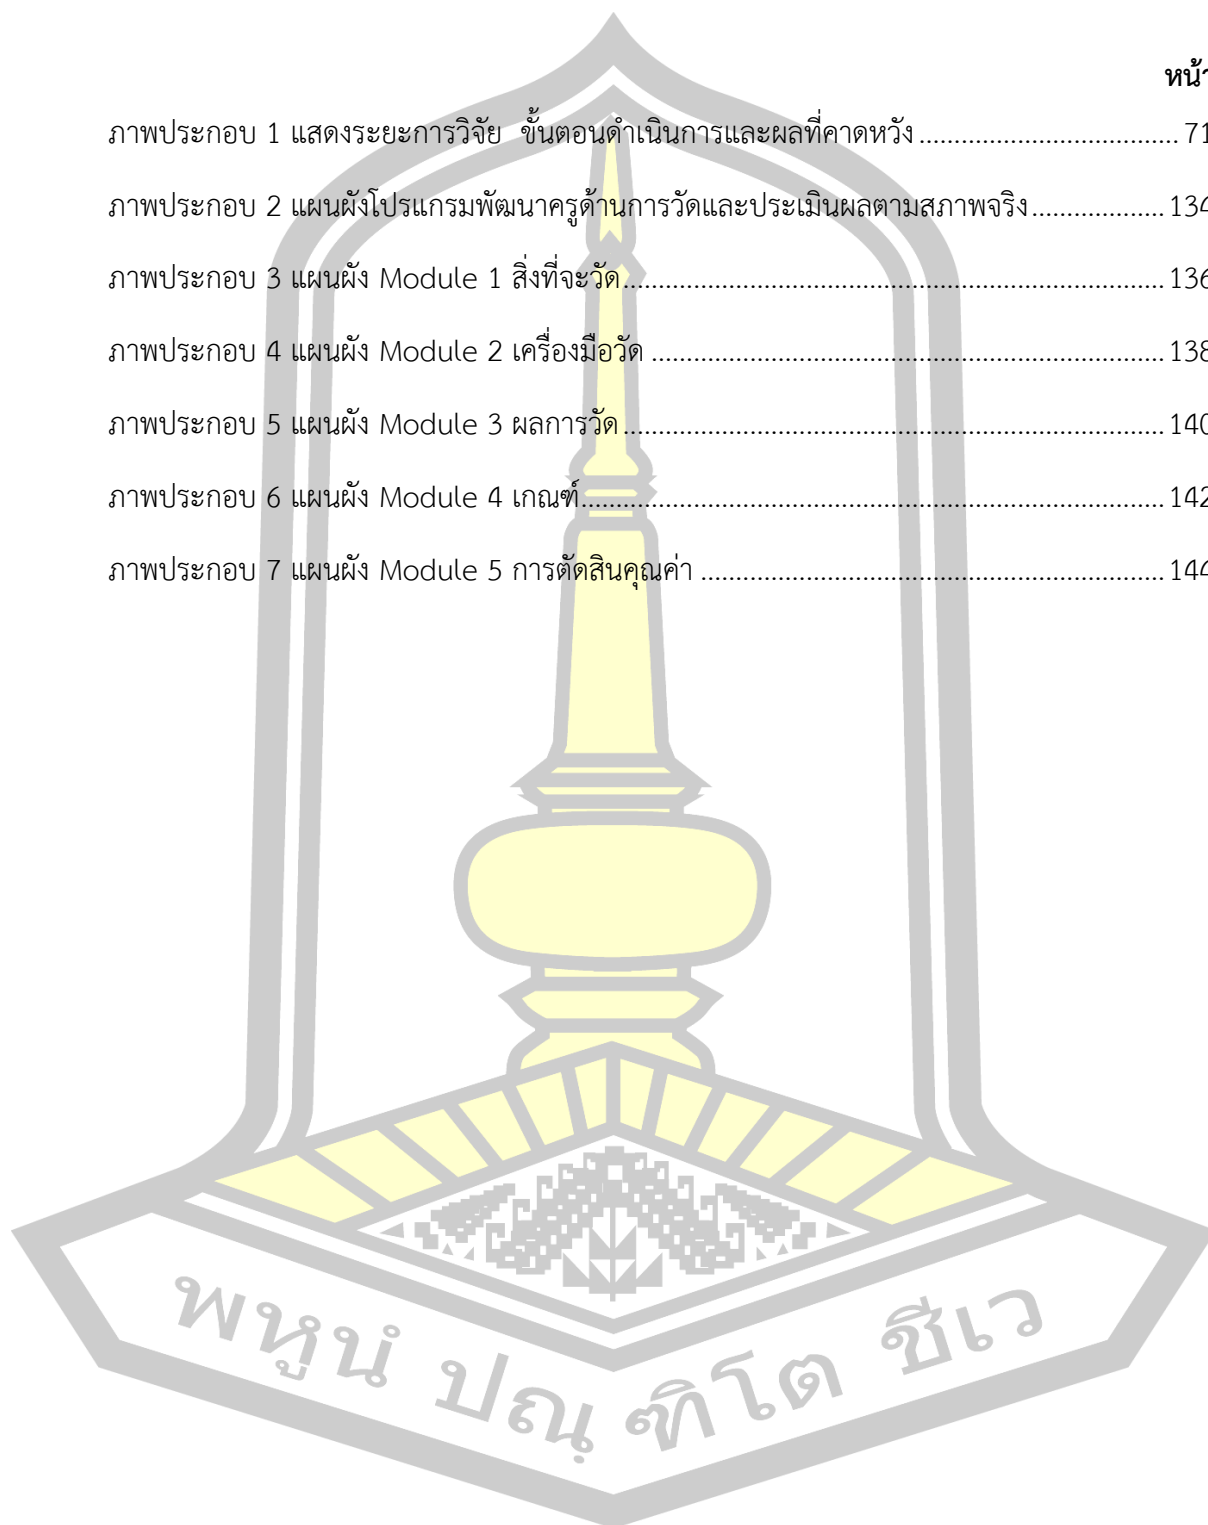 หน้า
ภาพประกอบ 1 แสดงระยะการวิจัย ขั้นตอนดำเนินการและผลที่คาดหวัง ..................................... 71
ภาพประกอบ 2 แผนผังโปรแกรมพัฒนาครูด้านการวัดและประเมินผลตามสภาพจริง ................... 134
ภาพประกอบ 3 แผนผัง Module 1 สิ่งที่จะวัด ............................................................................. 136
ภาพประกอบ 4 แผนผัง Module 2 เครื่องมือวัด ......................................................................... 138
ภาพประกอบ 5 แผนผัง Module 3 ผลการวัด ............................................................................. 140
ภาพประกอบ 6 แผนผัง Module 4 เกณฑ์ ................................................................................... 142
ภาพประกอบ 7 แผนผัง Module 5 การตัดสินคุณค่า .................................................................. 144
พหูนํ ปณฺฑิโต ชีเว